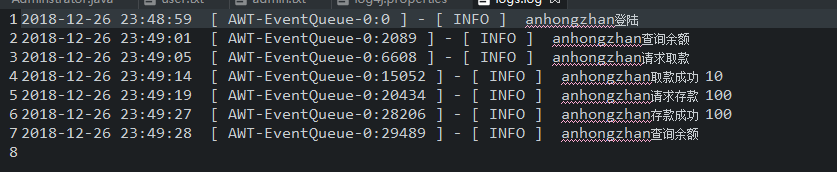 Adminstrator.java user.txt admin.txt log4j.properties logs.log
1 2018-12-26 23:48:59 [ AWT-EventQueue-0:0 ] - [ INFO ] anhongzhan登陆
2 2018-12-26 23:49:01 [ AWT-EventQueue-0:2089 ] - [ INFO ] anhongzhan查询余额
3 2018-12-26 23:49:05 [ AWT-EventQueue-0:6608 ] - [ INFO ] anhongzhan请求取款
4 2018-12-26 23:49:14 [ AWT-EventQueue-0:15052 ] - [ INFO ] anhongzhan取款成功 10
5 2018-12-26 23:49:19 [ AWT-EventQueue-0:20434 ] - [ INFO ] anhongzhan请求存款 100
6 2018-12-26 23:49:27 [ AWT-EventQueue-0:28206 ] - [ INFO ] anhongzhan存款成功 100
7 2018-12-26 23:49:28 [ AWT-EventQueue-0:29489 ] - [ INFO ] anhongzhan查询余额
8